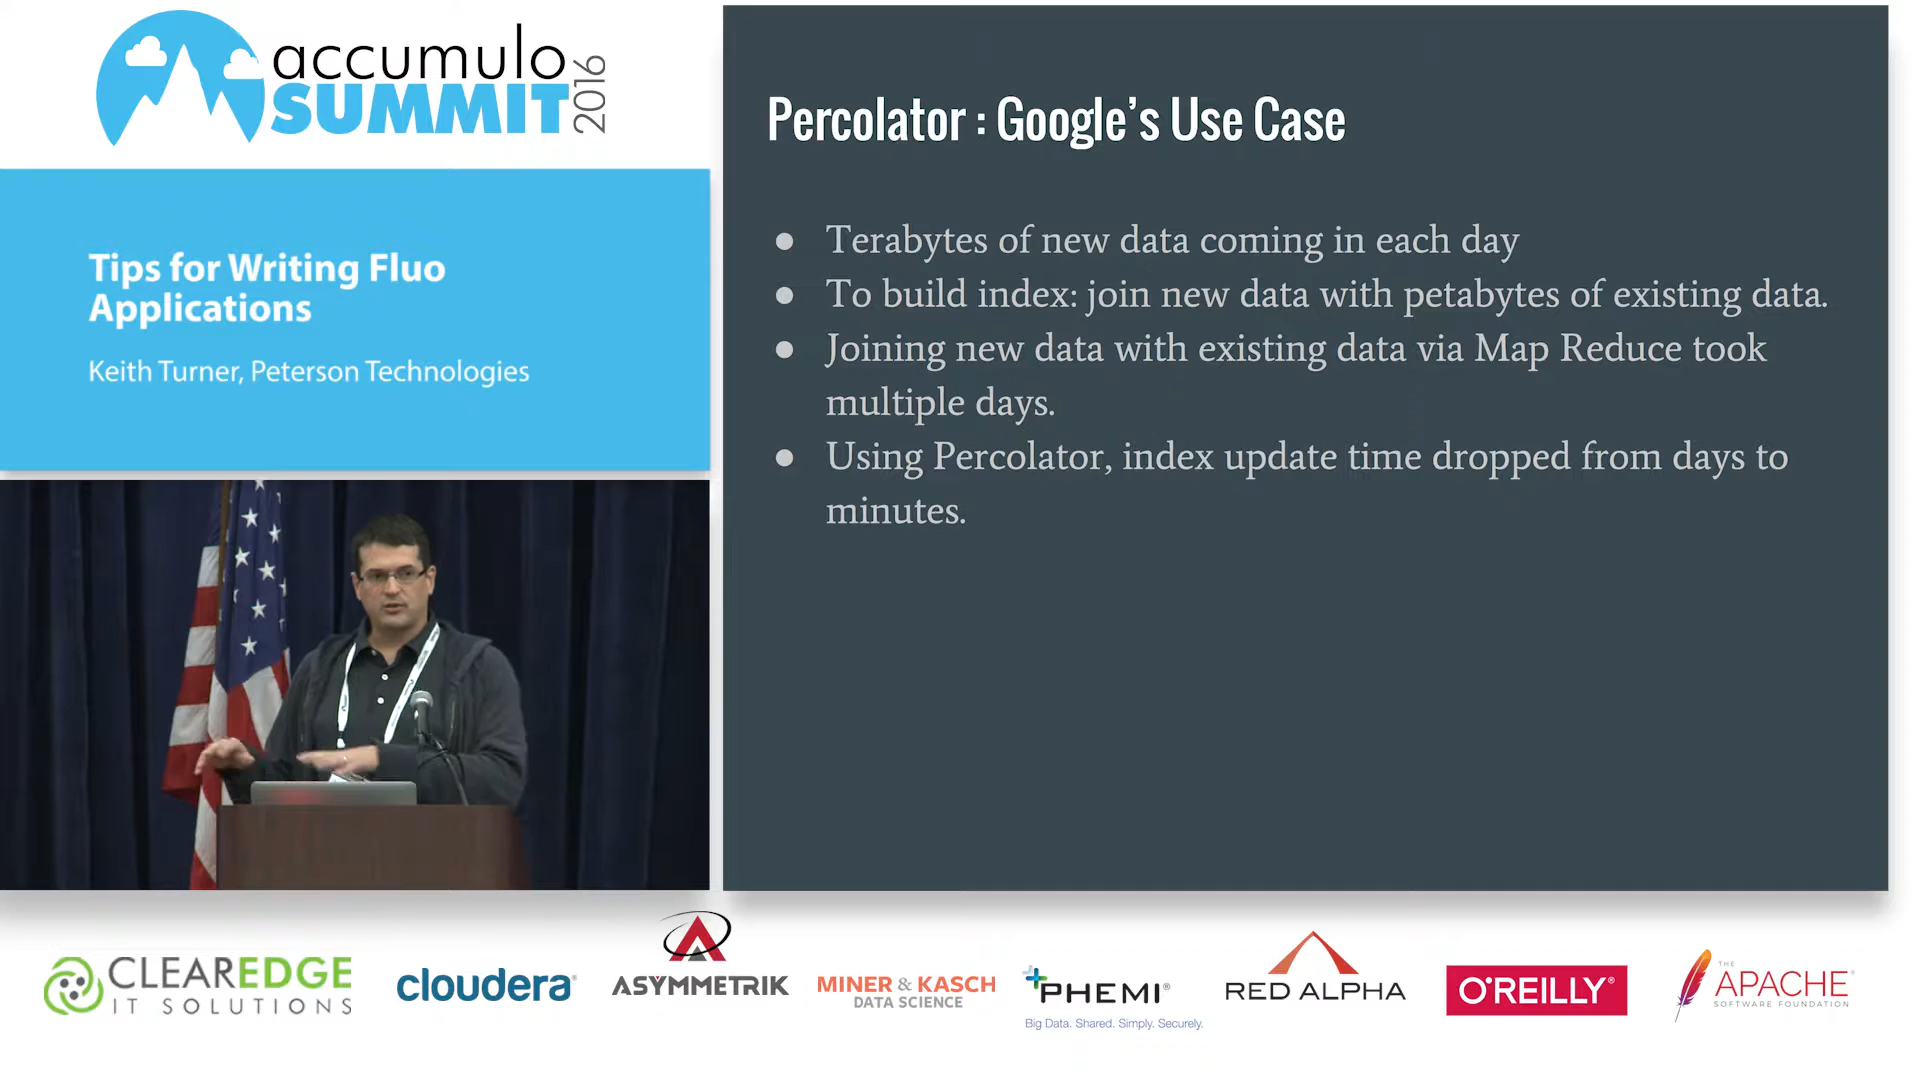 accumulo
SUMMIT
2016
Tips for Writing Fluo
Applications
Keith Turner, Peterson Technologies
Percolator : Google’s Use Case
● Terabytes of new data coming in each day
● To build index: join new data with petabytes of existing data.
● Joining new data with existing data via Map Reduce took
multiple days.
● Using Percolator, index update time dropped from days to
minutes.
CLEAREDGE
IT SOLUTIONS
cloudera®
ASYMMETRIK
MINER & KASCH
DATA SCIENCE
PHEMI®
Big Data. Shared. Simply. Securely.
RED ALPHA
O'REILLY®
THE
APACHE®
SOFTWARE FOUNDATION